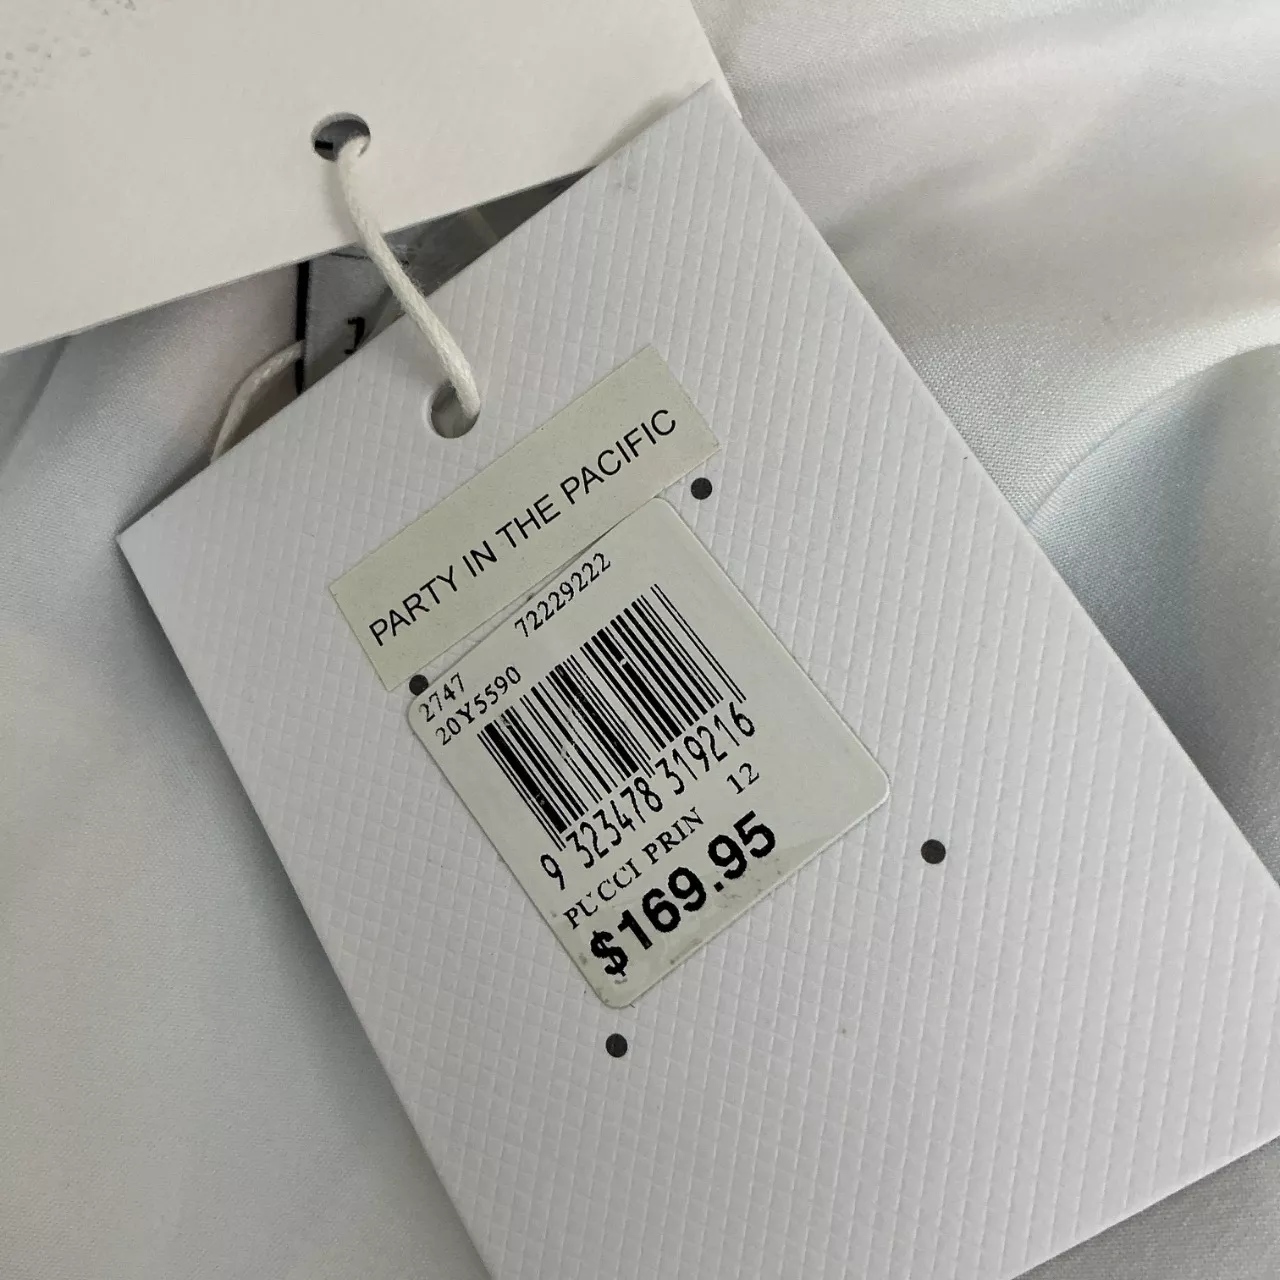 PARTY IN THE PACIFIC
72229222
2747
20Y5590
9 323478 319216
PUCCI PRIN 12
$169.95